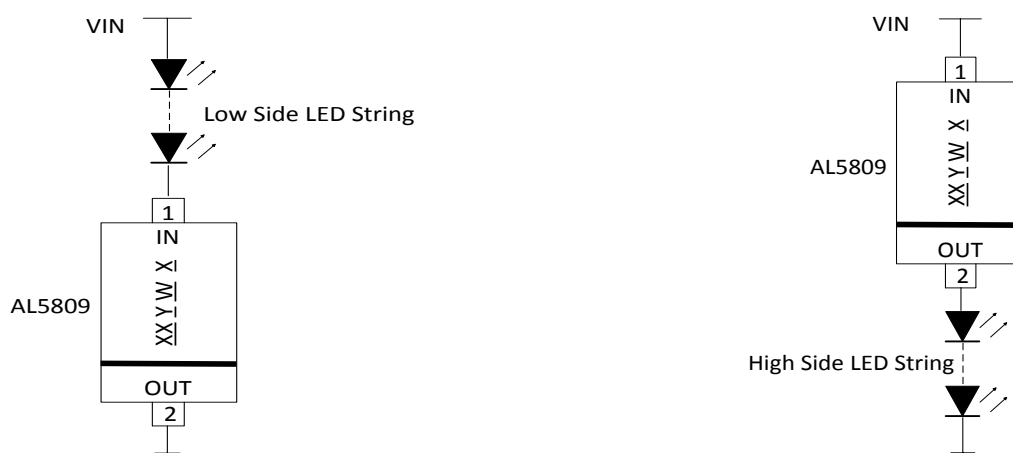 VIN
Low Side LED String
1
IN
XXYWX
AL5809
OUT
2
VIN
1
IN
XXYWX
AL5809
OUT
2
High Side LED String